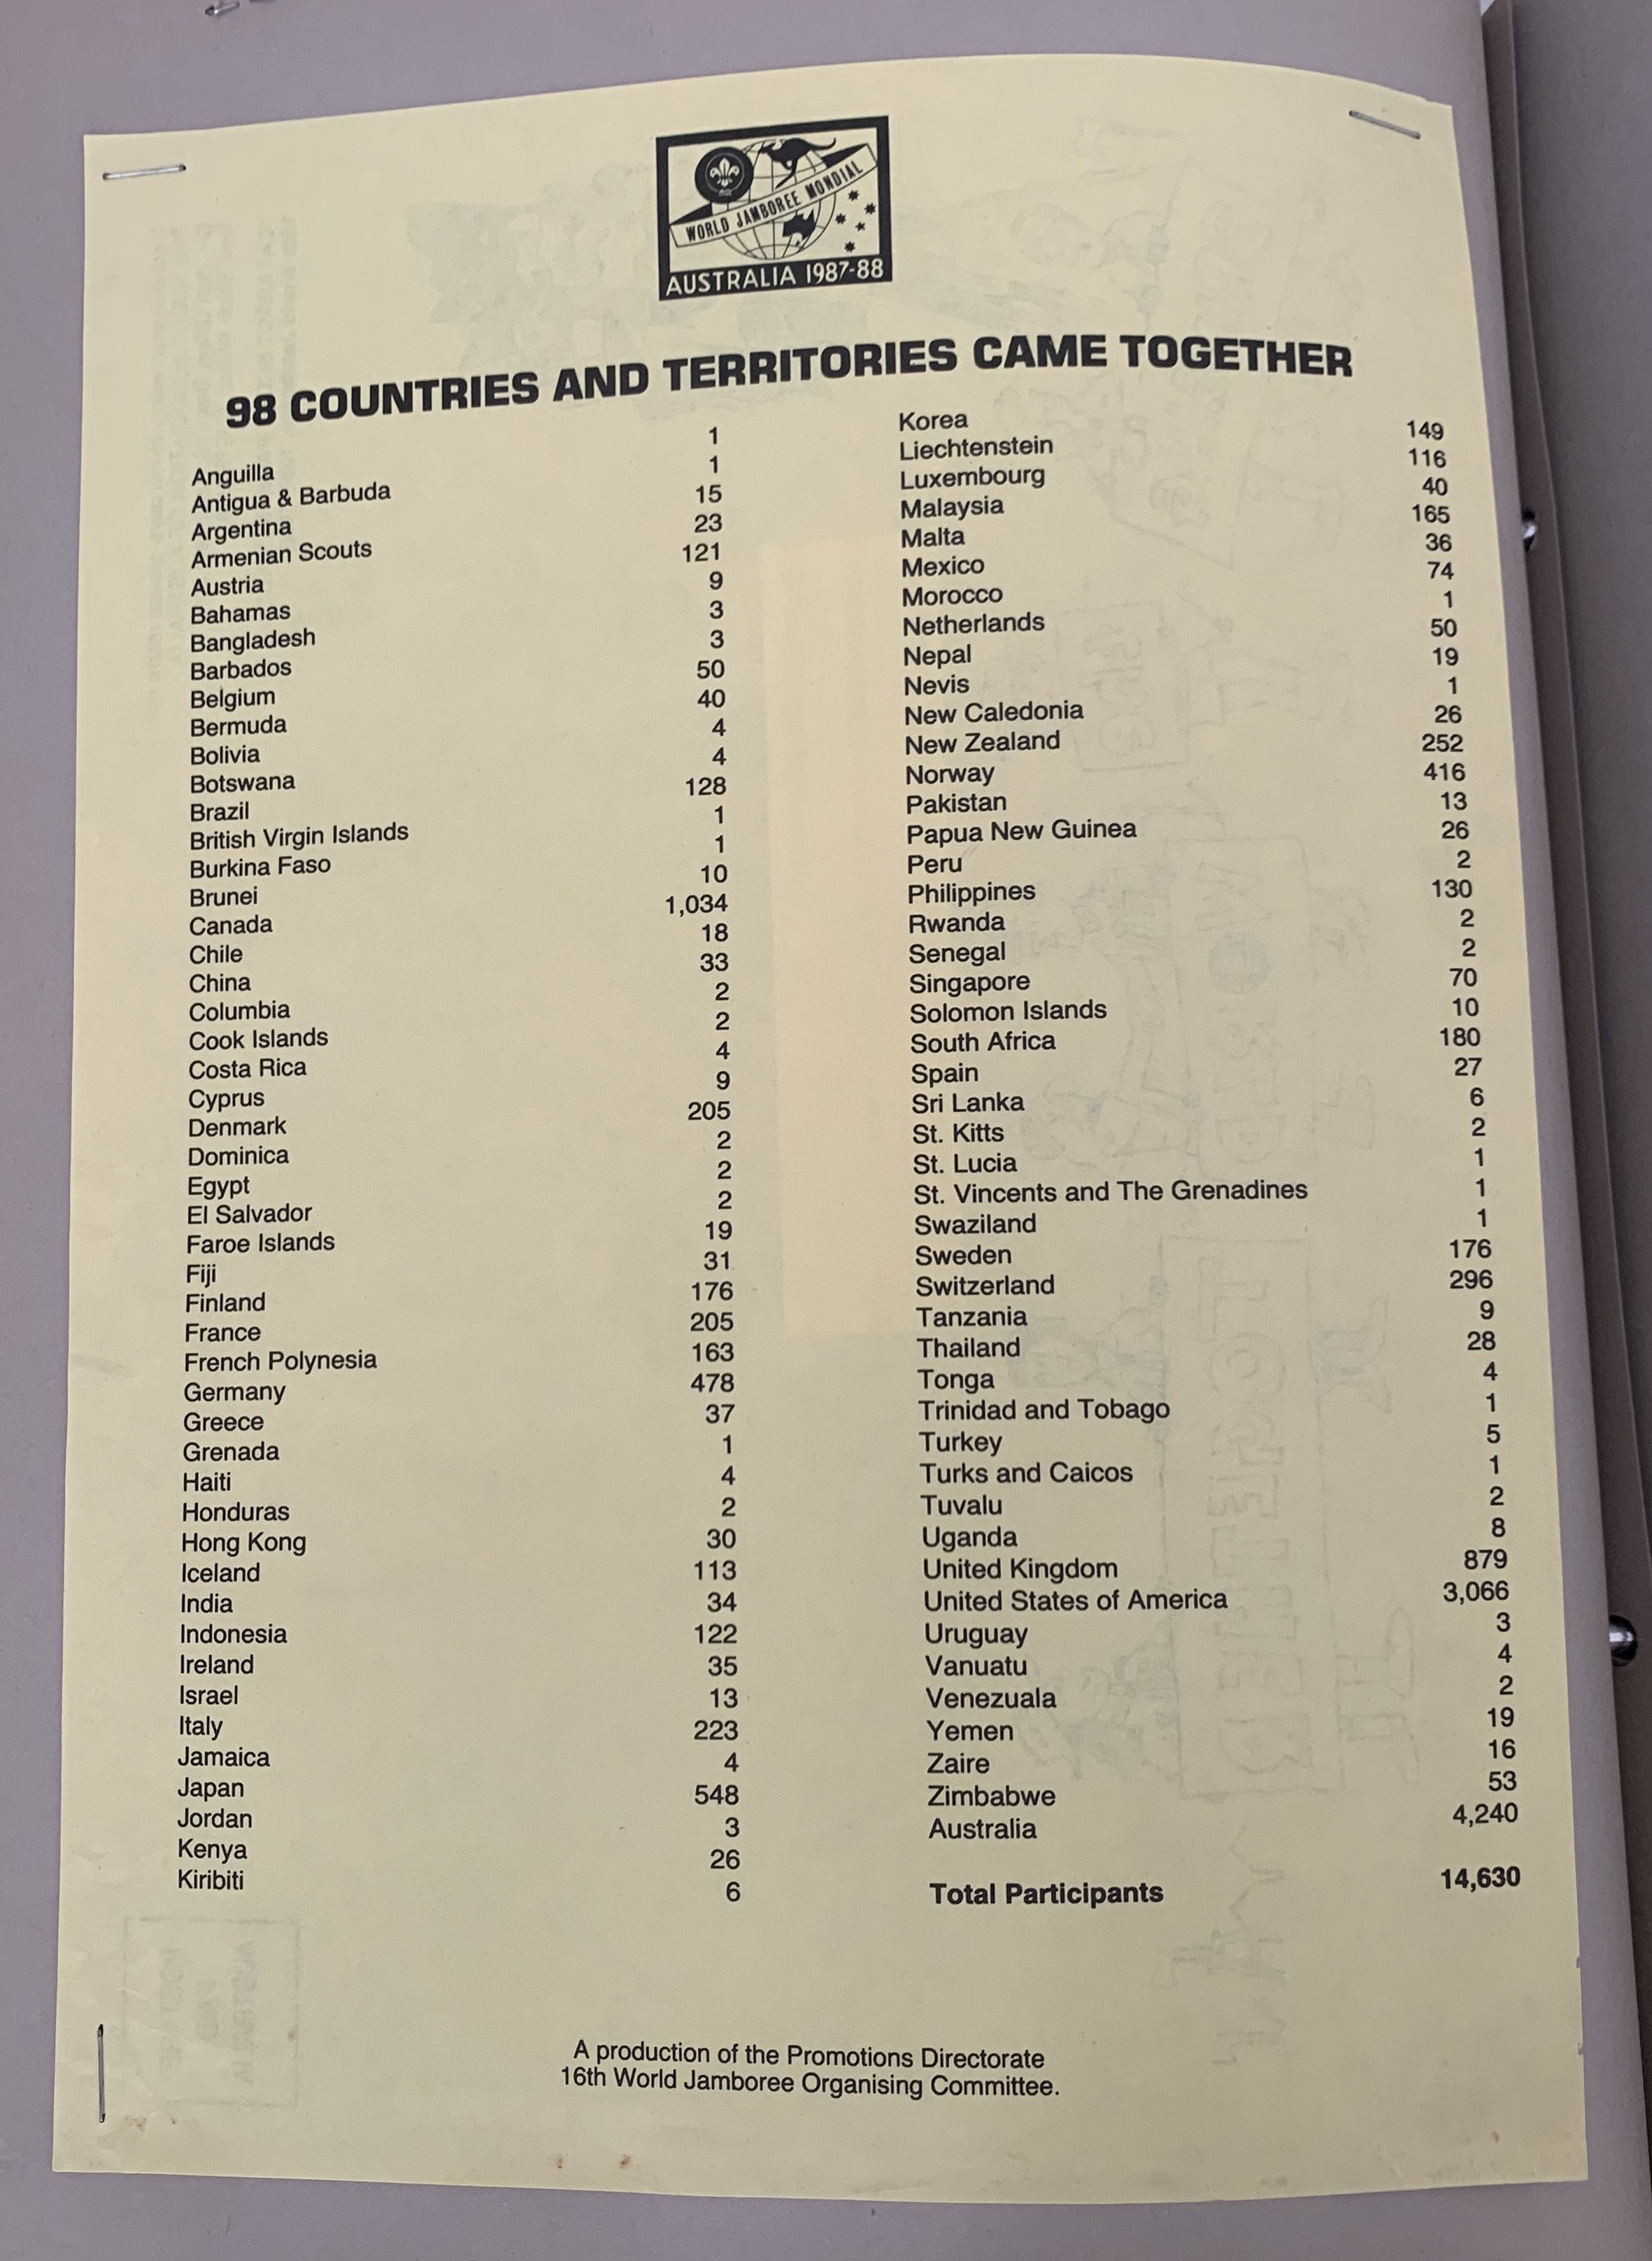 WORLD JAMBOREE MONDIAL
AUSTRALIA 1987-88
98 COUNTRIES AND TERRITORIES CAME TOGETHER
Anguilla 1
Antigua & Barbuda 1
Argentina 15
Armenian Scouts 23
Austria 121
Bahamas 9
Bangladesh 3
Barbados 3
Belgium 50
Bermuda 40
Bolivia 4
Botswana 4
Brazil 128
British Virgin Islands 1
Burkina Faso 1
Brunei 10
Canada 1,034
Chile 18
China 33
Columbia 2
Cook Islands 2
Costa Rica 4
Cyprus 9
Denmark 205
Dominica 2
Egypt 2
El Salvador 2
Faroe Islands 19
Fiji 31
Finland 176
France 205
French Polynesia 163
Germany 478
Greece 37
Grenada 1
Haiti 4
Honduras 2
Hong Kong 30
Iceland 113
India 34
Indonesia 122
Ireland 35
Israel 13
Italy 223
Jamaica 4
Japan 548
Jordan 3
Kenya 26
Kiribiti 6
Korea 149
Liechtenstein 116
Luxembourg 40
Malaysia 165
Malta 36
Mexico 74
Morocco 1
Netherlands 50
Nepal 19
Nevis 1
New Caledonia 26
New Zealand 252
Norway 416
Pakistan 13
Papua New Guinea 26
Peru 2
Philippines 130
Rwanda 2
Senegal 2
Singapore 70
Solomon Islands 10
South Africa 180
Spain 27
Sri Lanka 6
St. Kitts 2
St. Lucia 1
St. Vincents and The Grenadines 1
Swaziland 1
Sweden 176
Switzerland 296
Tanzania 9
Thailand 28
Tonga 4
Trinidad and Tobago 1
Turkey 5
Turks and Caicos 1
Tuvalu 2
Uganda 8
United Kingdom 879
United States of America 3,066
Uruguay 3
Vanuatu 4
Venezuala 2
Yemen 19
Zaire 16
Zimbabwe 53
Australia 4,240
Total Participants 14,630
A production of the Promotions Directorate
16th World Jamboree Organising Committee.